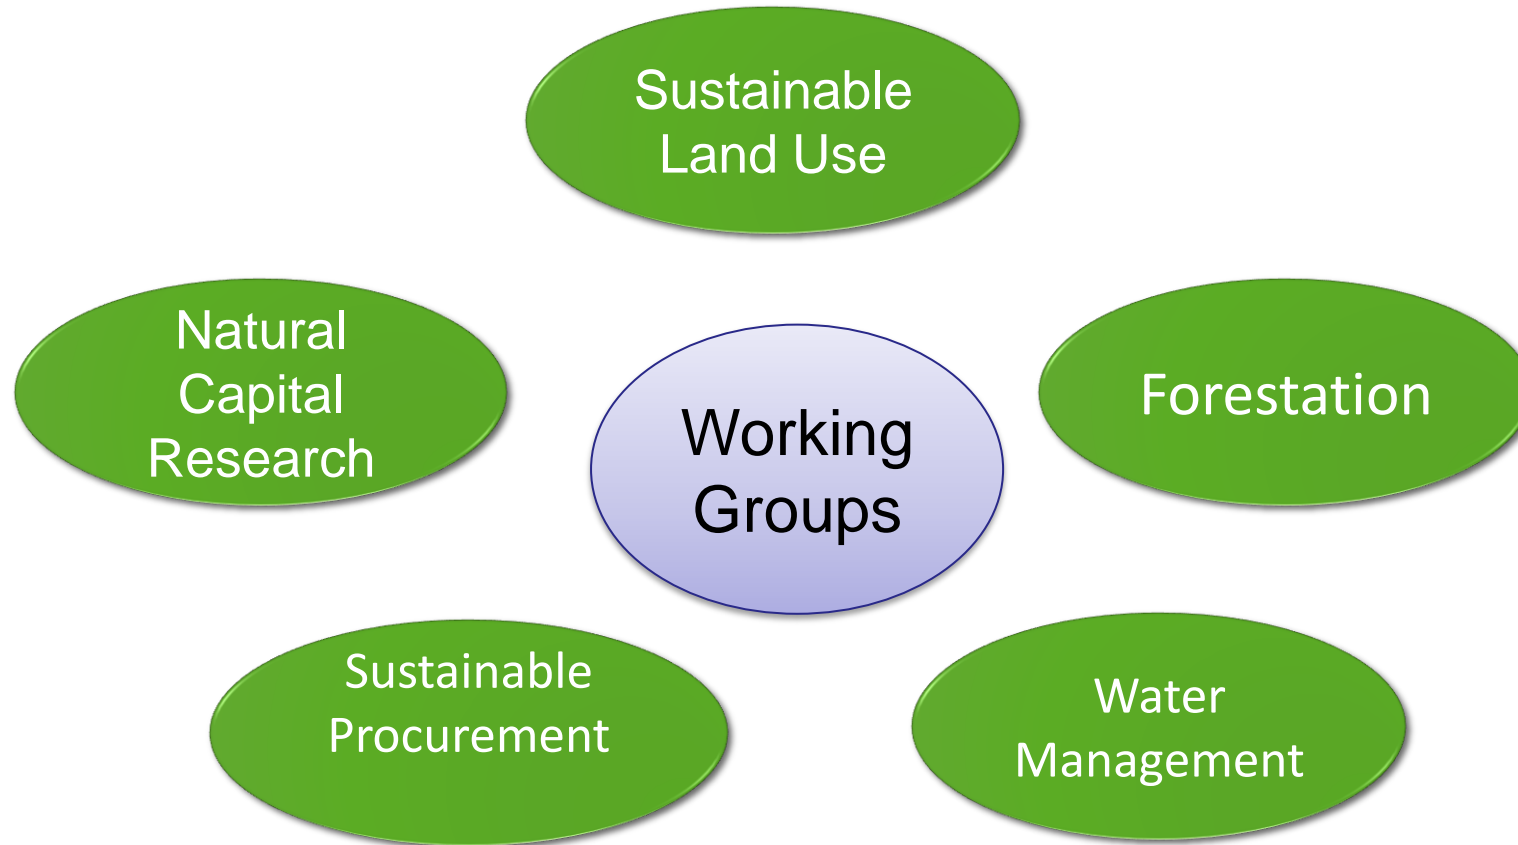 Sustainable
Land Use
Natural
Capital
Research
Working
Groups
Forestation
Sustainable
Procurement
Water
Management